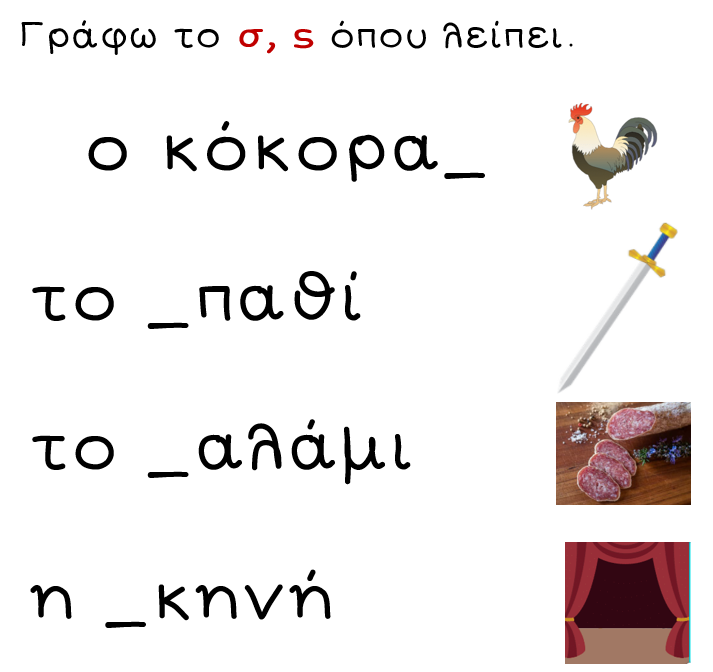 Γράφω το σ, ς όπου λείπει.
ο κόκορα_
το _παθί
το _αλάμι
η _κηνή